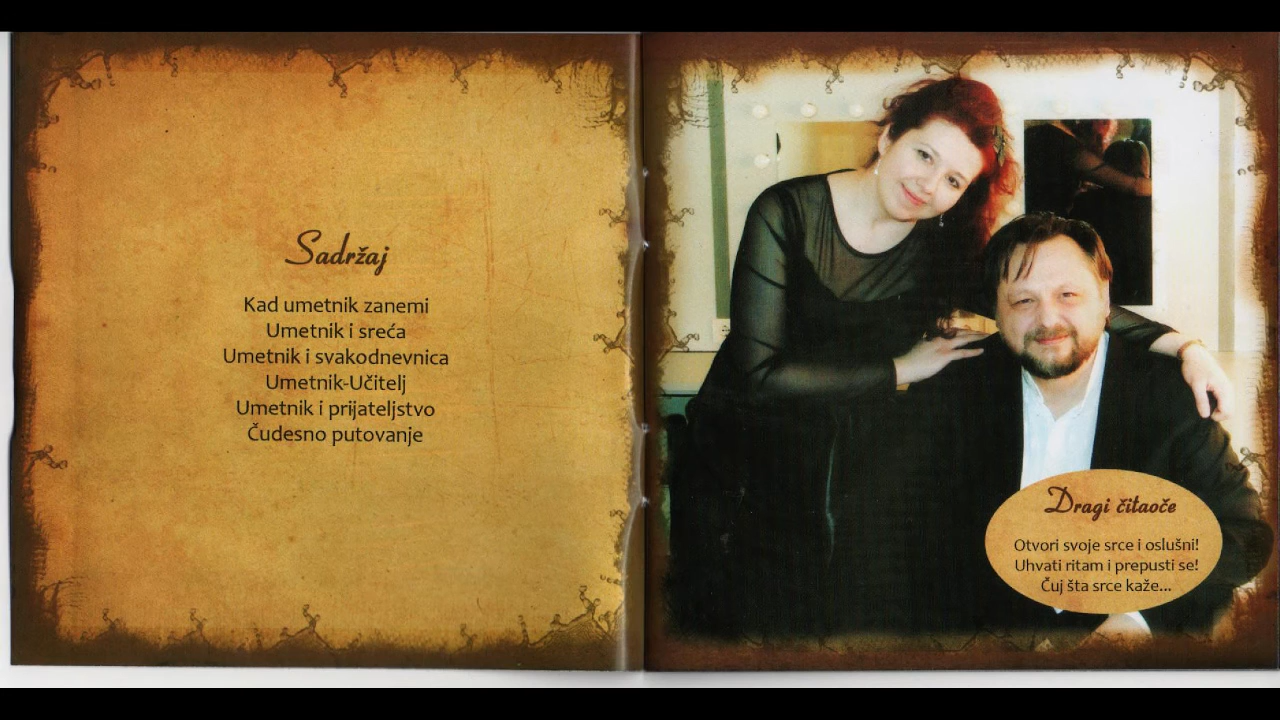 Sadržaj
Kad umetnik zanemi
Umetnik i sreća
Umetnik i svakodnevnica
Umetnik-Učitelj
Umetnik i prijateljstvo
Čudesno putovanje
Dragi čitaoče
Otvori svoje srce i oslušni!
Uhvati ritam i prepusti se!
Čuj šta srce kaže...